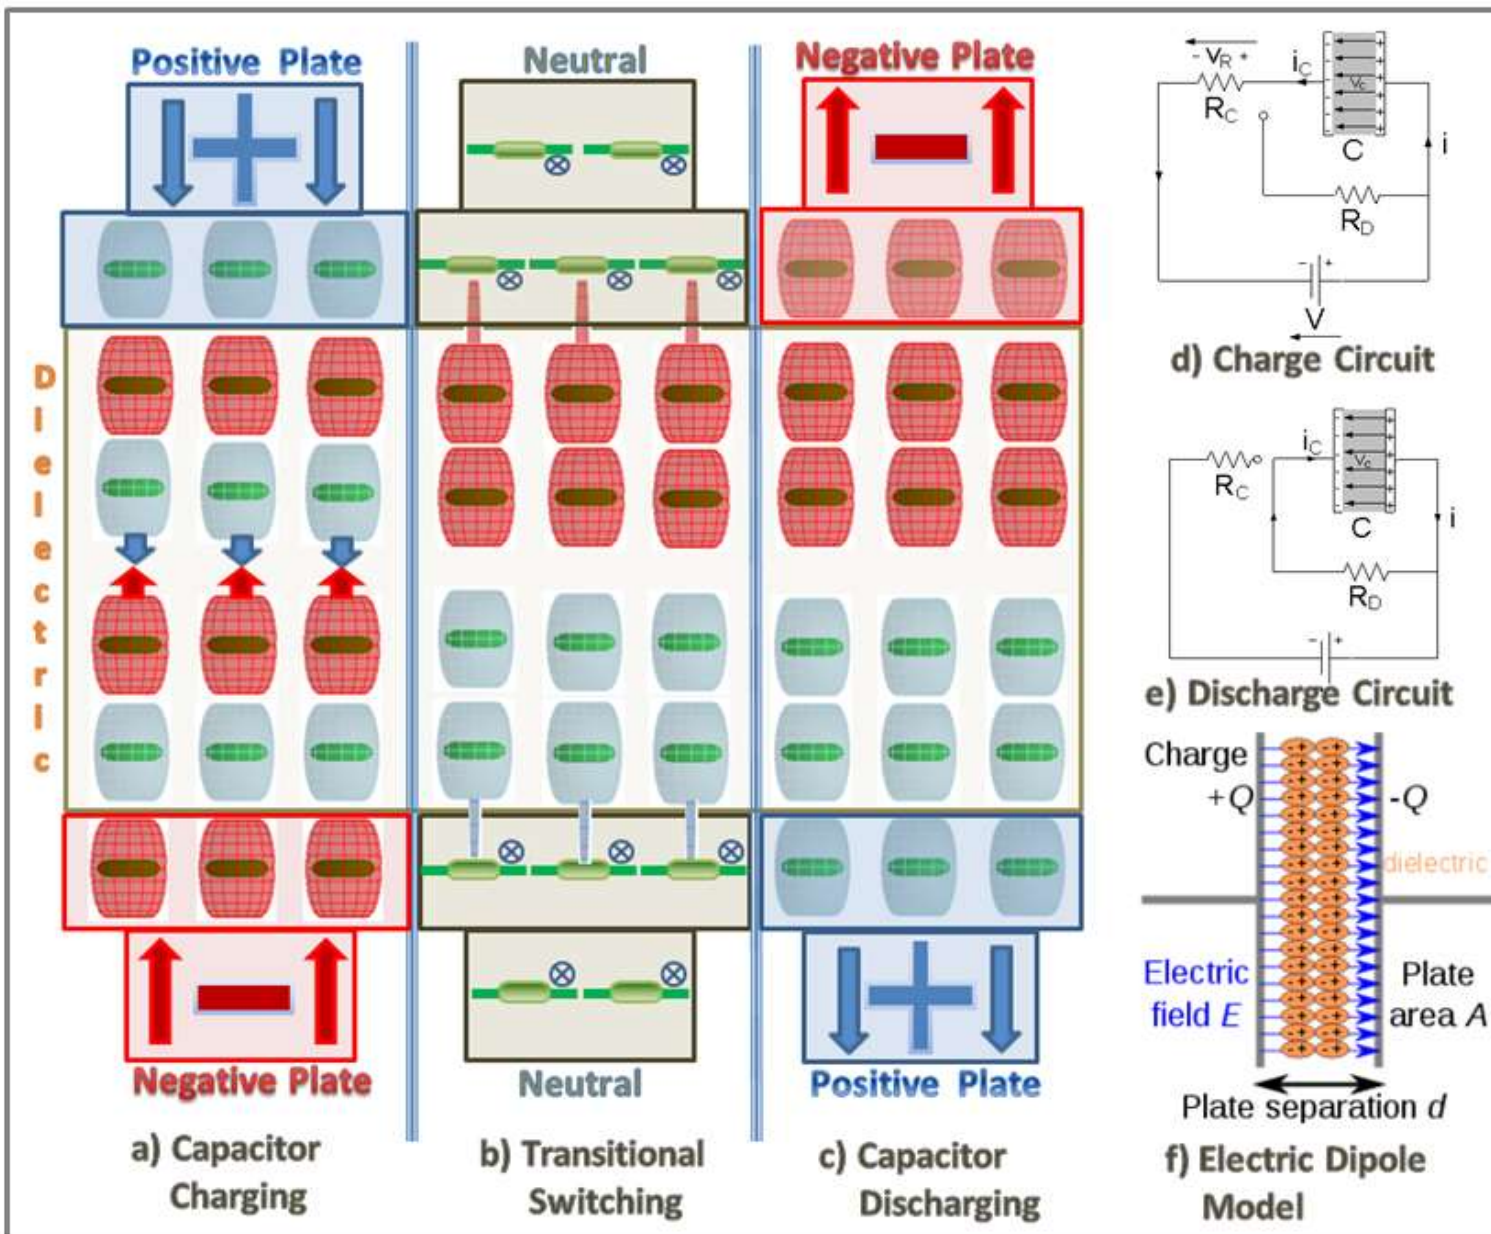 Positive Plate
Neutral
Negative Plate
Dielectric
Negative Plate
Neutral
Positive Plate
a) Capacitor
Charging
b) Transitional
Switching
c) Capacitor
Discharging
- VR +
iC
RC
VC
C
i
RD
- +
V
d) Charge Circuit
iC
RC
VC
C
i
RD
- +
e) Discharge Circuit
Charge
+Q
-Q
dielectric
Electric
field E
Plate
area A
Plate separation d
f) Electric Dipole
Model